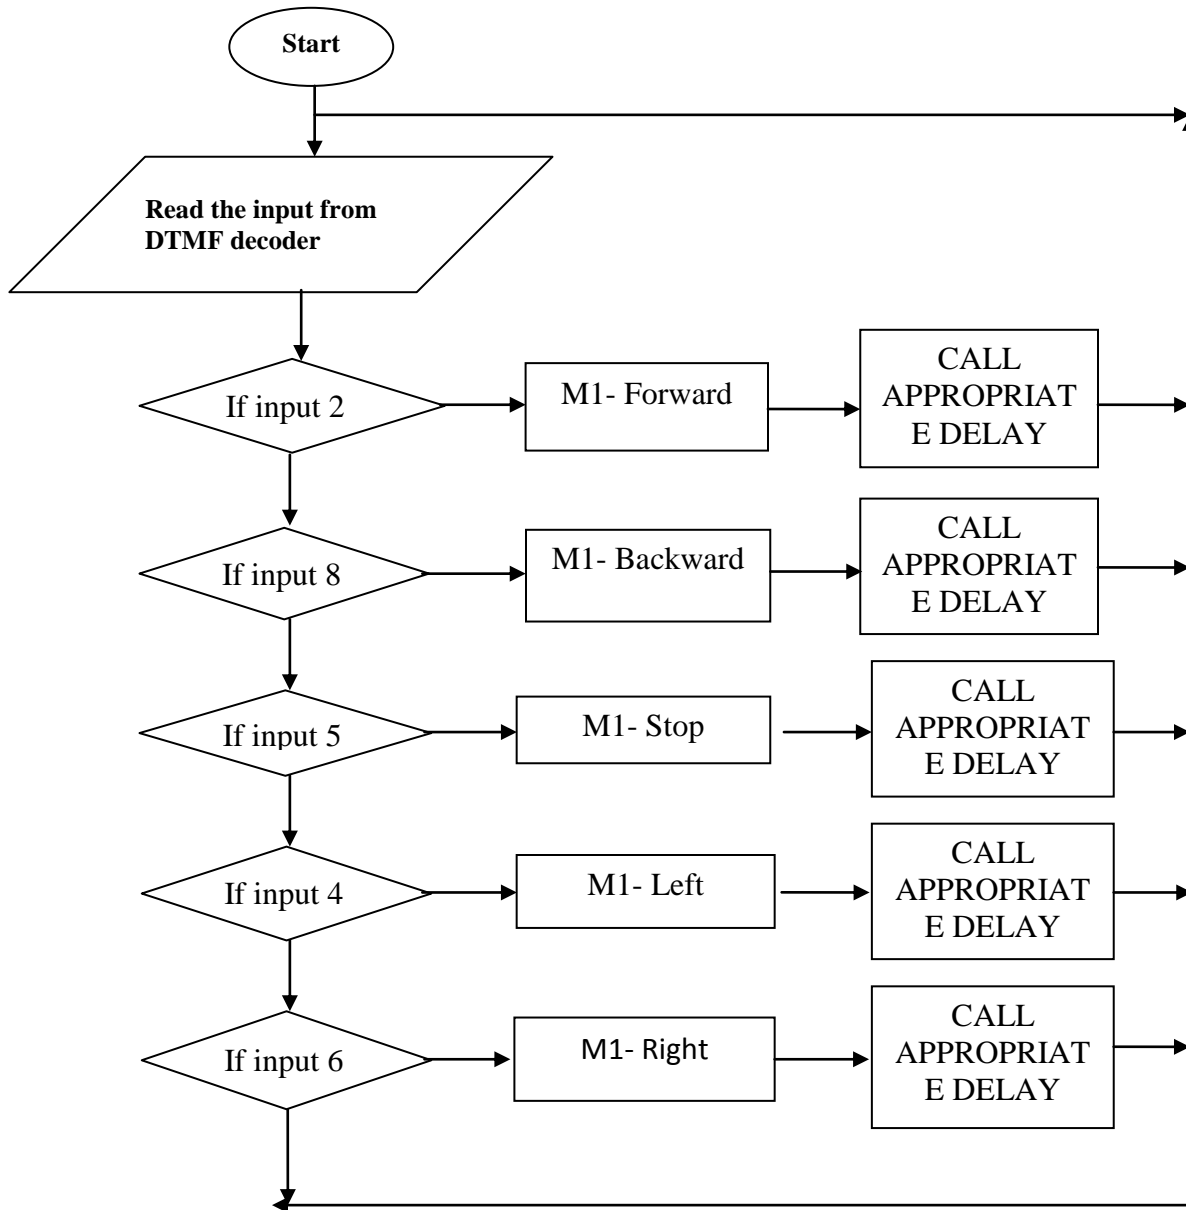 Start
Read the input from
DTMF decoder
If input 2
M1- Forward
CALL
APPROPRIAT
E DELAY
If input 8
M1- Backward
CALL
APPROPRIAT
E DELAY
If input 5
M1- Stop
CALL
APPROPRIAT
E DELAY
If input 4
M1- Left
CALL
APPROPRIAT
E DELAY
If input 6
M1- Right
CALL
APPROPRIAT
E DELAY